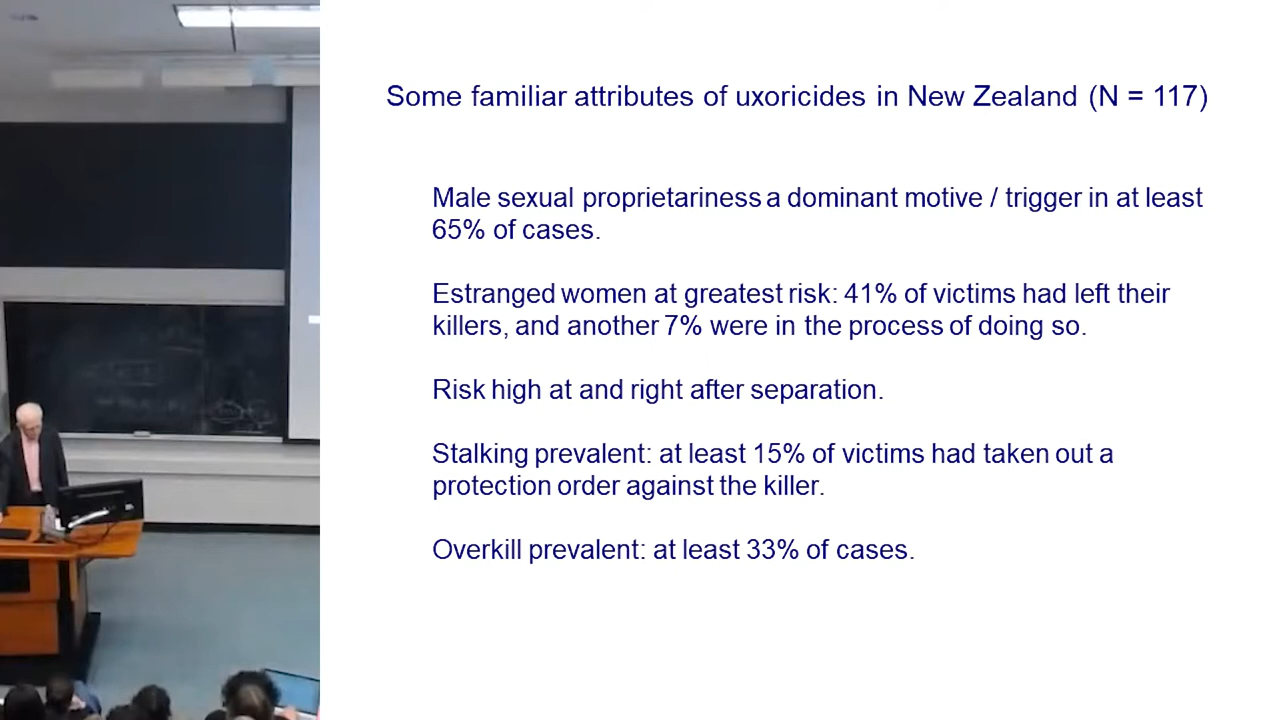 Some familiar attributes of uxoricides in New Zealand (N = 117)
Male sexual proprietariness a dominant motive / trigger in at least
65% of cases.
Estranged women at greatest risk: 41% of victims had left their
killers, and another 7% were in the process of doing so.
Risk high at and right after separation.
Stalking prevalent: at least 15% of victims had taken out a
protection order against the killer.
Overkill prevalent: at least 33% of cases.